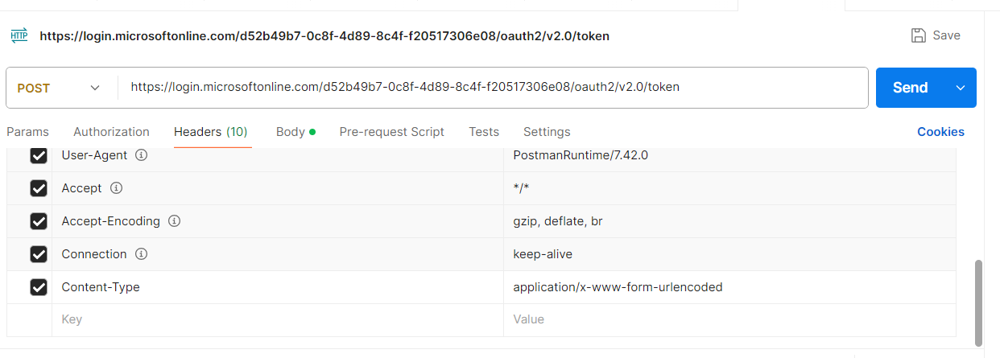 HTTP https://login.microsoftonline.com/d52b49b7-0c8f-4d89-8c4f-f20517306e08/oauth2/v2.0/token Save
POST https://login.microsoftonline.com/d52b49b7-0c8f-4d89-8c4f-f20517306e08/oauth2/v2.0/token Send
Params Authorization Headers (10) Body Pre-request Script Tests Settings Cookies
User-Agent PostmanRuntime/7.42.0
Accept */*
Accept-Encoding gzip, deflate, br
Connection keep-alive
Content-Type application/x-www-form-urlencoded
Key Value